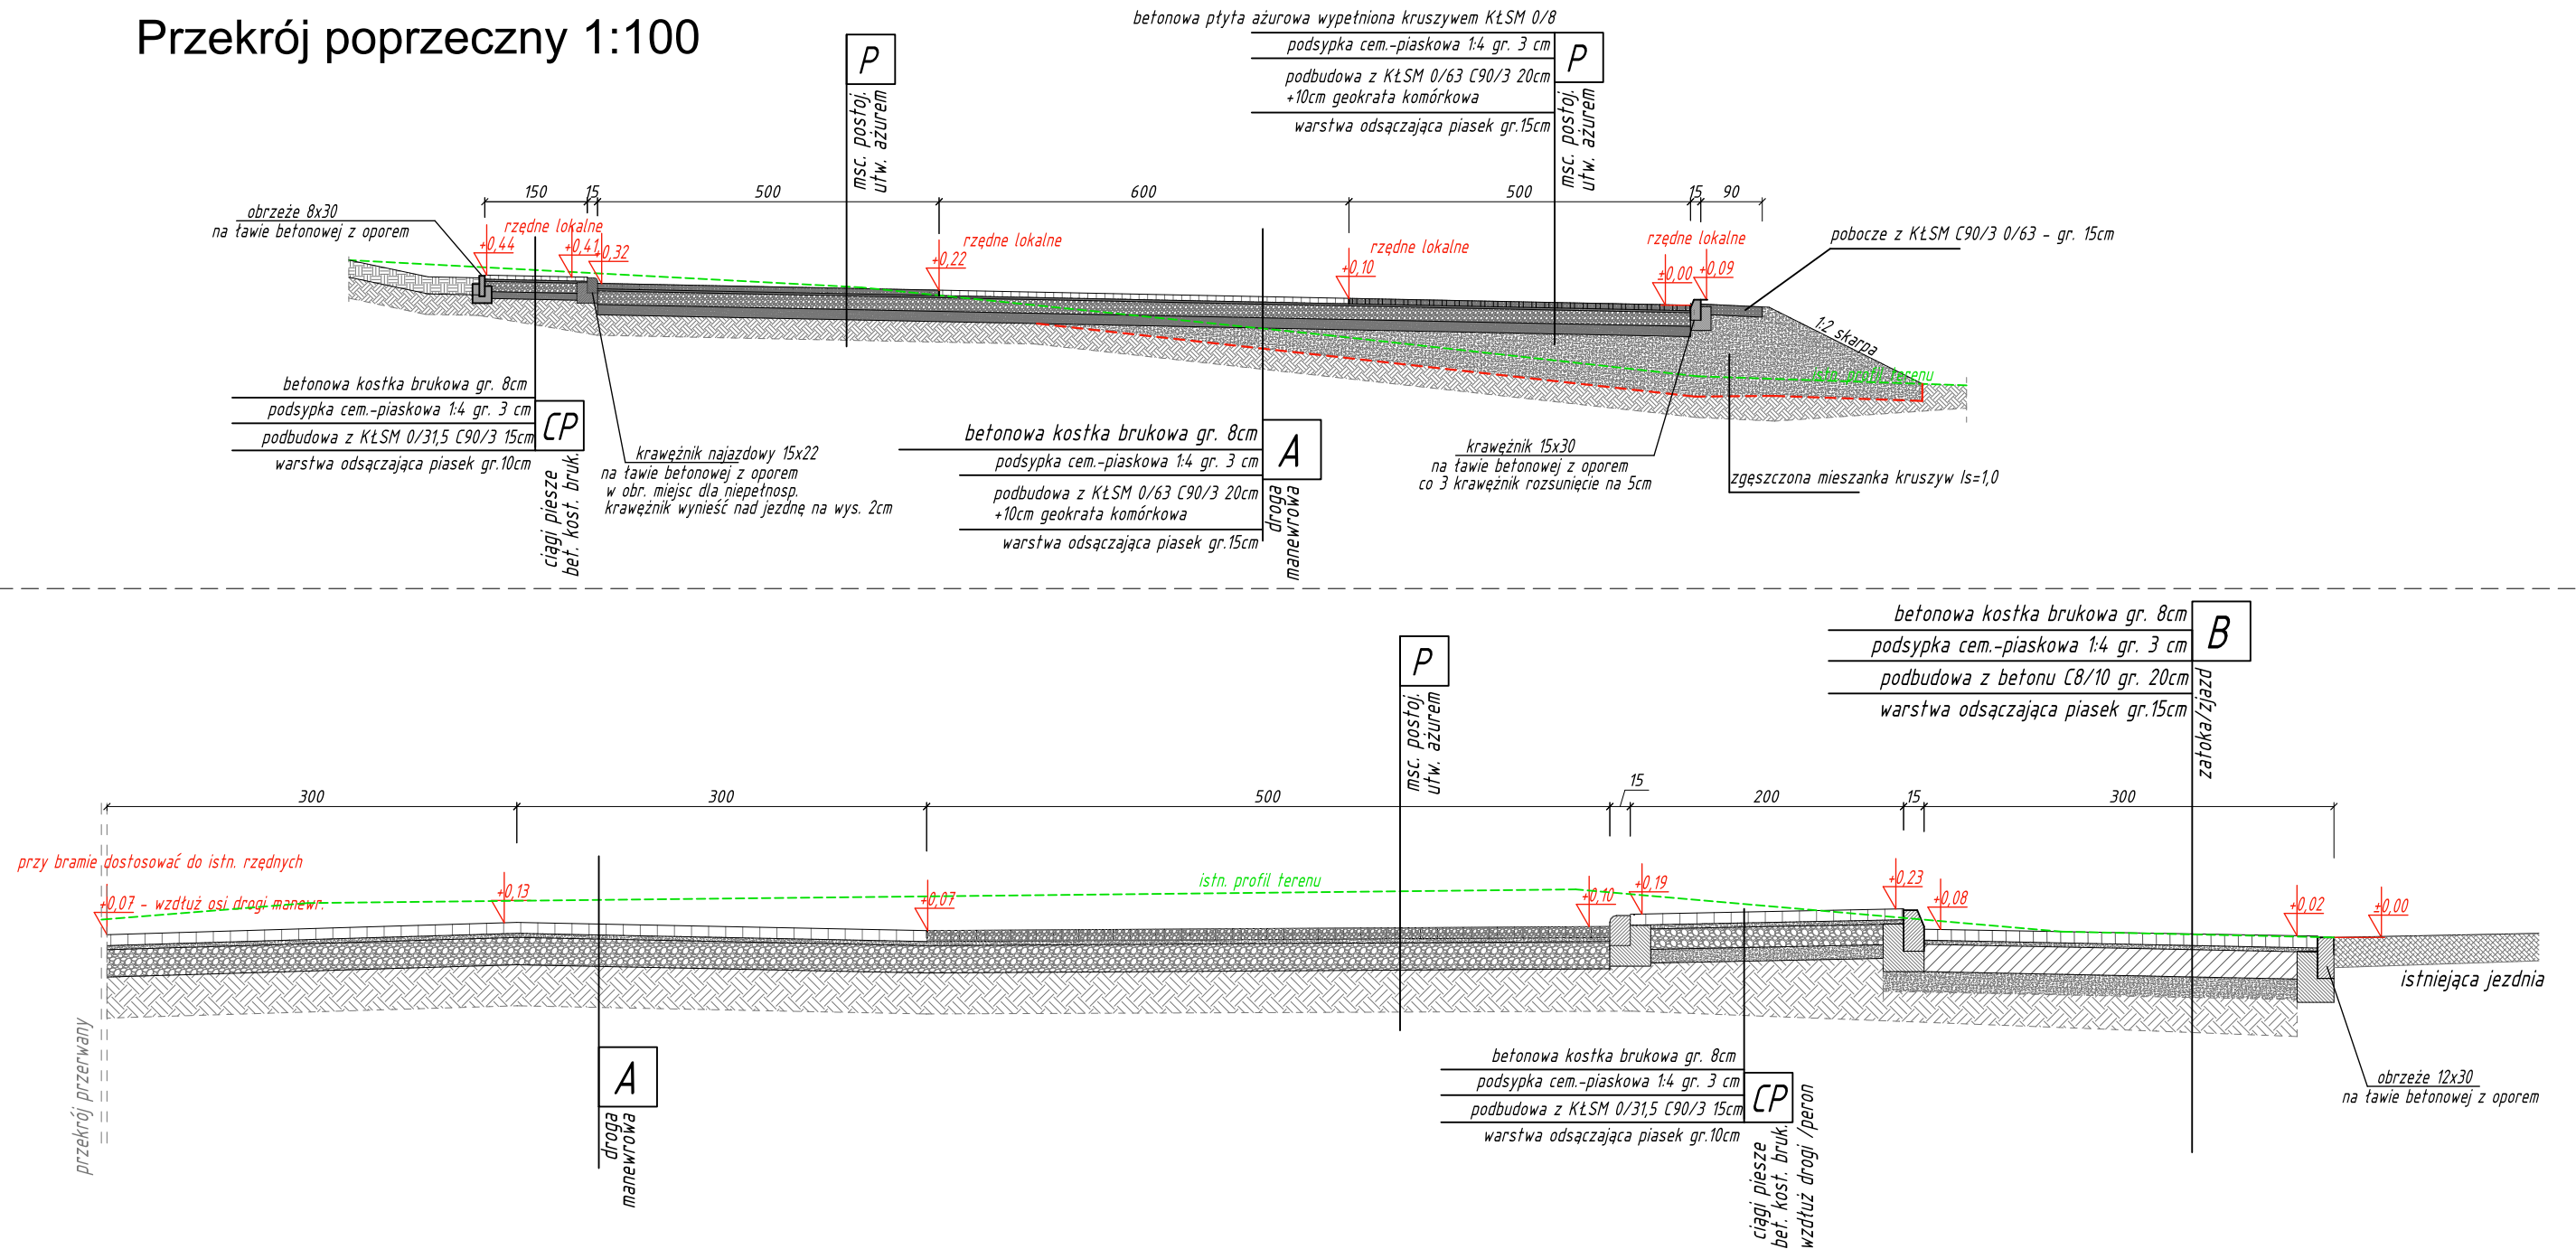 Przekrój poprzeczny 1:100
P
msc. postoj.
utw. ażurem
betonowa płyta ażurowa wypełniona kruszywem KŁSM 0/8
podsypka cem.-piaskowa 1:4 gr. 3 cm
podbudowa z KŁSM 0/63 C90/3 20cm
+10cm geokrata komórkowa
warstwa odsączająca piasek gr.15cm
P
msc. postoj.
utw. ażurem
150
15
500
600
500
15
90
obrzeże 8x30
na ławie betonowej z oporem
rzędne lokalne
+0,44
+0,41
+0,32
rzędne lokalne
+0,22
rzędne lokalne
+0,10
rzędne lokalne
±0,00
+0,09
pobocze z KŁSM C90/3 0/63 - gr. 15cm
1:2 skarpa
istn. profil terenu
betonowa kostka brukowa gr. 8cm
podsypka cem.-piaskowa 1:4 gr. 3 cm
podbudowa z KŁSM 0/31,5 C90/3 15cm
warstwa odsączająca piasek gr.10cm
CP
ciągi piesze
bet. kost. bruk.
krawężnik najazdowy 15x22
na ławie betonowej z oporem
w obr. miejsc dla niepełnosp.
krawężnik wynieść nad jezdnę na wys. 2cm
betonowa kostka brukowa gr. 8cm
podsypka cem.-piaskowa 1:4 gr. 3 cm
podbudowa z KŁSM 0/63 C90/3 20cm
+10cm geokrata komórkowa
warstwa odsączająca piasek gr.15cm
A
droga
manewrowa
krawężnik 15x30
na ławie betonowej z oporem
co 3 krawężnik rozsunięcie na 5cm
zgęszczona mieszanka kruszyw Is=1,0
betonowa kostka brukowa gr. 8cm
podsypka cem.-piaskowa 1:4 gr. 3 cm
podbudowa z betonu C8/10 gr. 20cm
warstwa odsączająca piasek gr.15cm
B
zatoka/zjazd
P
msc. postoj.
utw. ażurem
300
300
500
15
200
15
300
przy bramie dostosować do istn. rzędnych
+0,07 - wzdłuż osi drogi manewr.
+0,13
+0,07
istn. profil terenu
+0,10
+0,19
+0,23
+0,08
+0,02
±0,00
istniejąca jezdnia
przekrój przerwany
A
droga
manewrowa
betonowa kostka brukowa gr. 8cm
podsypka cem.-piaskowa 1:4 gr. 3 cm
podbudowa z KŁSM 0/31,5 C90/3 15cm
warstwa odsączająca piasek gr.10cm
CP
ciągi piesze
bet. kost. bruk.
wzdłuż drogi /peron
obrzeże 12x30
na ławie betonowej z oporem